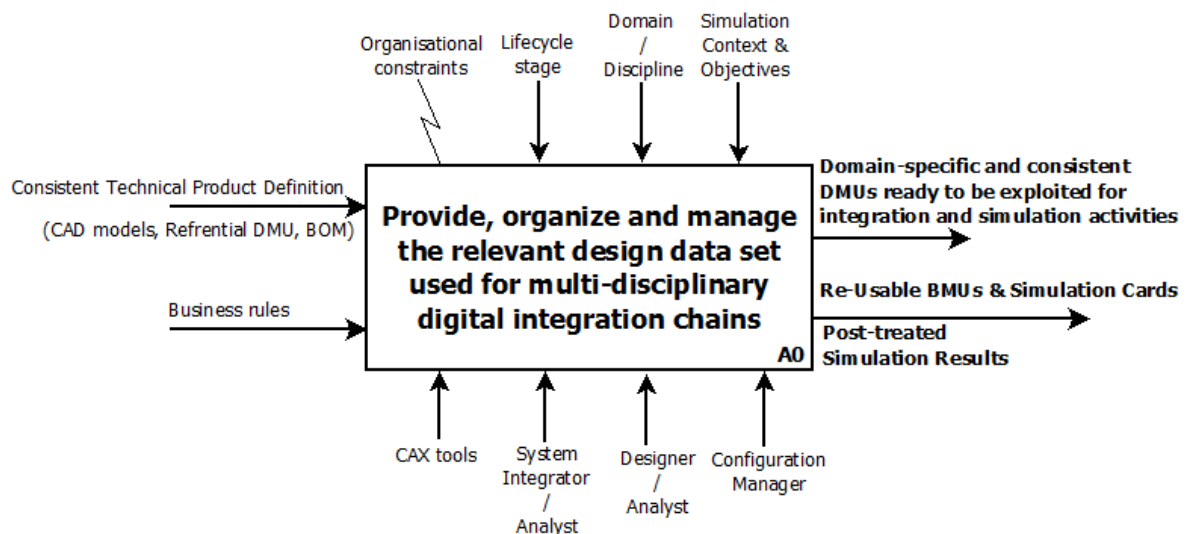 Organisational
constraints
Lifecycle
stage
Domain
/
Discipline
Simulation
Context &
Objectives
Consistent Technical Product Definition
(CAD models, Refrential DMU, BOM)
Business rules
Provide, organize and manage
the relevant design data set
used for multi-disciplinary
digital integration chains
A0
Domain-specific and consistent
DMUs ready to be exploited for
integration and simulation activities
Re-Usable BMUs & Simulation Cards
Post-treated
Simulation Results
CAX tools
System
Integrator
/
Analyst
Designer
/
Analyst
Configuration
Manager